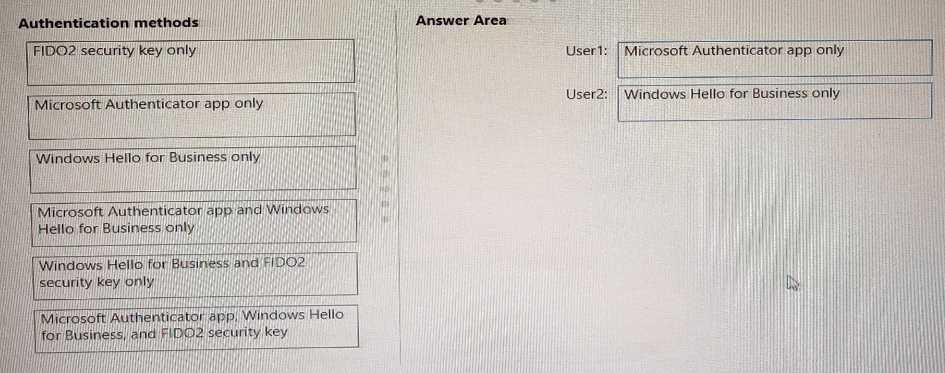 Authentication methods
FIDO2 security key only
Microsoft Authenticator app only
Windows Hello for Business only
Microsoft Authenticator app and Windows
Hello for Business only
Windows Hello for Business and FIDO2
security key only
Microsoft Authenticator app, Windows Hello
for Business, and FIDO2 security key
Answer Area
User1: Microsoft Authenticator app only
User2: Windows Hello for Business only